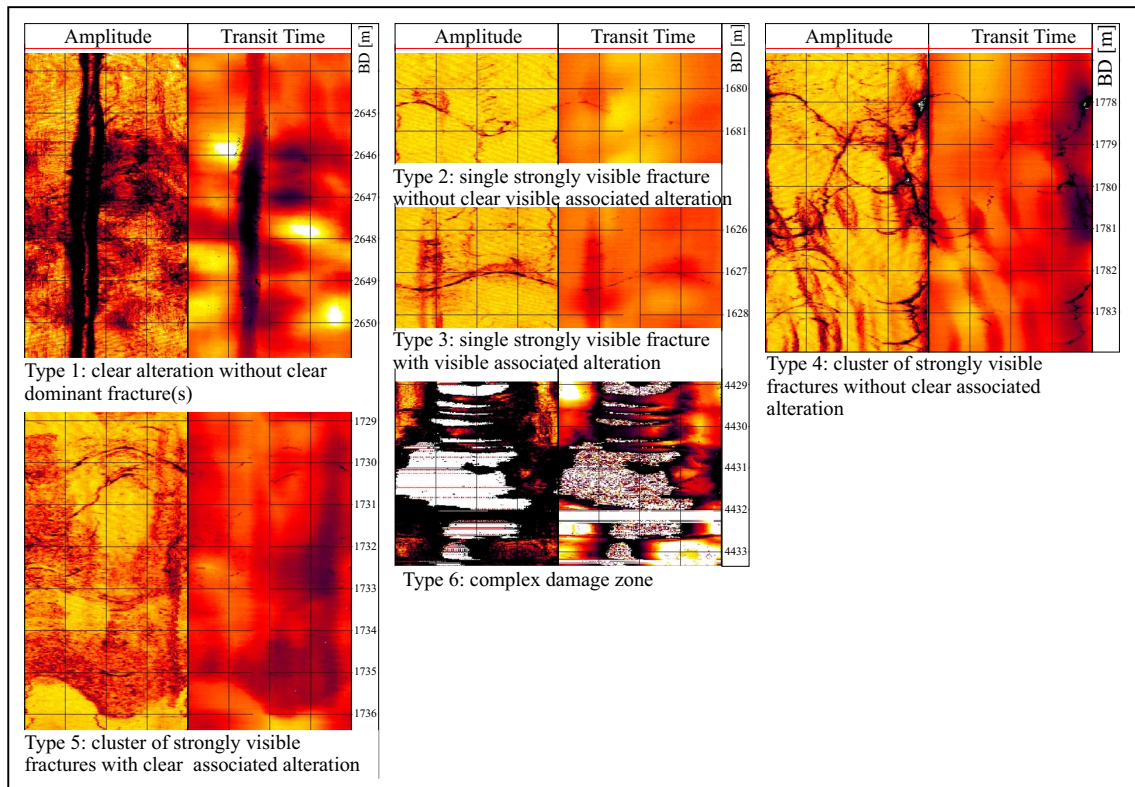 Amplitude
Transit Time
BD [m]
2645
2646
2647
2648
2649
2650
Type 1: clear alteration without clear
dominant fracture(s)
1729
1730
1731
1732
1733
1734
1735
1736
Type 5: cluster of strongly visible
fractures with clear associated alteration
Amplitude
Transit Time
BD [m]
1680
1681
Type 2: single strongly visible fracture
without clear visible associated alteration
1626
1627
1628
Type 3: single strongly visible fracture
with visible associated alteration
4429
4430
4431
4432
4433
Type 6: complex damage zone
Amplitude
Transit Time
BD [m]
1778
1779
1780
1781
1782
1783
Type 4: cluster of strongly visible
fractures without clear associated
alteration